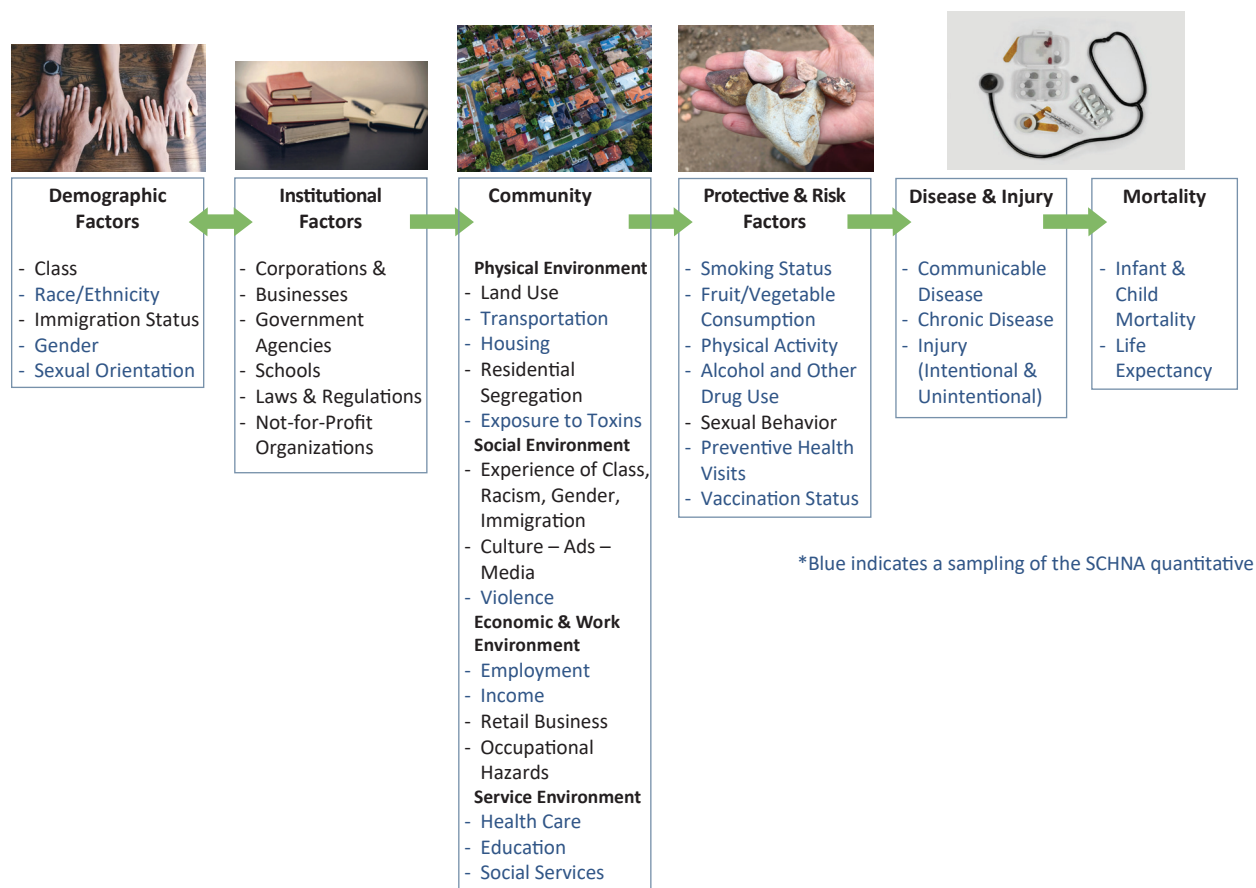 Demographic
Factors
- Class
- Race/Ethnicity
- Immigration Status
- Gender
- Sexual Orientation
Institutional
Factors
- Corporations &
- Businesses
- Government
Agencies
- Schools
- Laws & Regulations
- Not-for-Profit
Organizations
Community
Physical Environment
- Land Use
- Transportation
- Housing
- Residential
Segregation
- Exposure to Toxins
Social Environment
- Experience of Class,
Racism, Gender,
Immigration
- Culture – Ads –
Media
- Violence
Economic & Work
Environment
- Employment
- Income
- Retail Business
- Occupational
Hazards
Service Environment
- Health Care
- Education
- Social Services
Protective & Risk
Factors
- Smoking Status
- Fruit/Vegetable
Consumption
- Physical Activity
- Alcohol and Other
Drug Use
- Sexual Behavior
- Preventive Health
Visits
- Vaccination Status
Disease & Injury
- Communicable
Disease
- Chronic Disease
- Injury
(Intentional &
Unintentional)
Mortality
- Infant &
Child
Mortality
- Life
Expectancy
*Blue indicates a sampling of the SCHNA quantitative